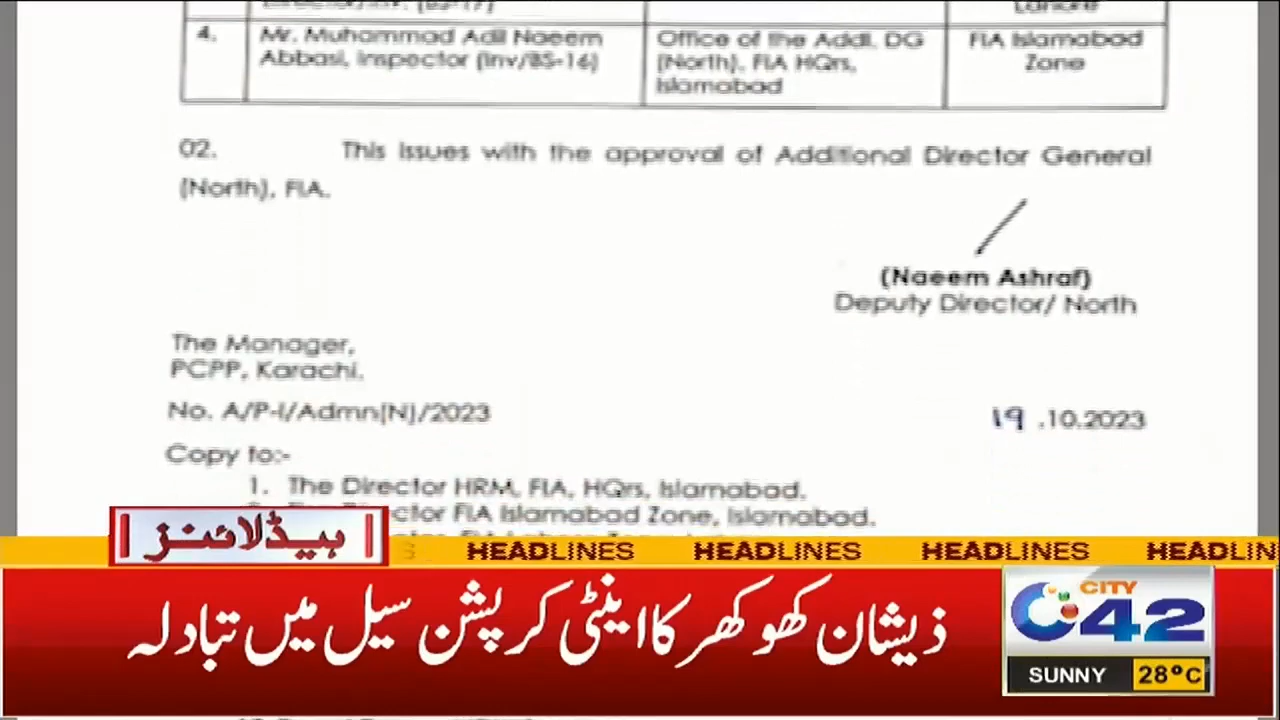 4. Mr. Muhammad Adil Naeem Abbasi, Inspector (Inv/BS-16)
Office of the Addl. DG (North), FIA HQrs, Islamabad
FIA Islamabad Zone
02. This issues with the approval of Additional Director General
(North), FIA.
(Naeem Ashraf)
Deputy Director/ North
The Manager,
PCPP, Karachi.
No. A/P-I/Admn(N)/2023
19 .10.2023
Copy to:-
1. The Director HRM, FIA, HQrs, Islamabad.
FIA Islamabad Zone, Islamabad.
ہیڈلائنز
HEADLINES HEADLINES HEADLINES HEADLIN
ذیشان کھوکھر کا اینٹی کرپشن سیل میں تبادلہ
CITY
42
SUNNY 28°C